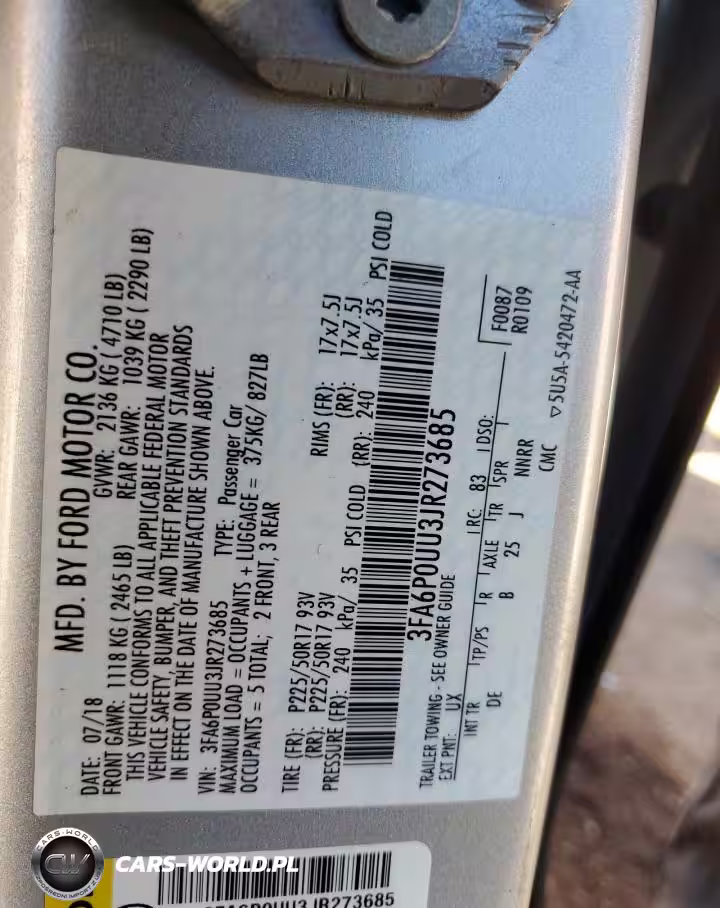 MFD. BY FORD MOTOR CO.
DATE: 07/18 GVWR: 2136 KG ( 4710 LB)
FRONT GAWR: 1118 KG ( 2465 LB) REAR GAWR: 1039 KG ( 2290 LB)
THIS VEHICLE CONFORMS TO ALL APPLICABLE FEDERAL MOTOR
VEHICLE SAFETY, BUMPER, AND THEFT PREVENTION STANDARDS
IN EFFECT ON THE DATE OF MANUFACTURE SHOWN ABOVE.
VIN: 3FA6P0UU3JR273685 TYPE: Passenger Car
MAXIMUM LOAD = OCCUPANTS + LUGGAGE = 375KG/ 827LB
OCCUPANTS = 5 TOTAL; 2 FRONT, 3 REAR
TIRE (FR): P225/50R17 93V RIMS (FR): 17x7.5J
(RR): P225/50R17 93V (RR): 17x7.5J
PRESSURE (FR): 240 kPa/ 35 PSI COLD (RR): 240 kPa/ 35 PSI COLD
3FA6P0UU3JR273685
TRAILER TOWING - SEE OWNER GUIDE
EXT PNT: UX RC: 83 DSO: F0087
R0109
INT TR TP/PS R AXLE TR SPR
DE B 25 J NNRR
CMC ▽5U5A-5420472-AA
3FA6P0UU3JR273685
CARS-WORLD
CW
CARS-WORLD.PL